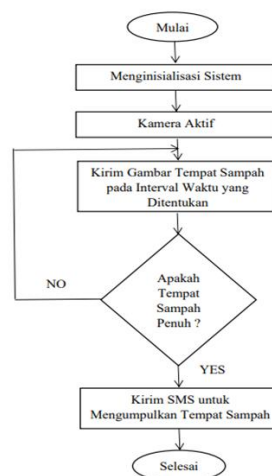 Mulai
Menginisialisasi Sistem
Kamera Aktif
Kirim Gambar Tempat Sampah
pada Interval Waktu yang
Ditentukan
Apakah
Tempat
Sampah
Penuh ?
NO
YES
Kirim SMS untuk
Mengumpulkan Tempat Sampah
Selesai